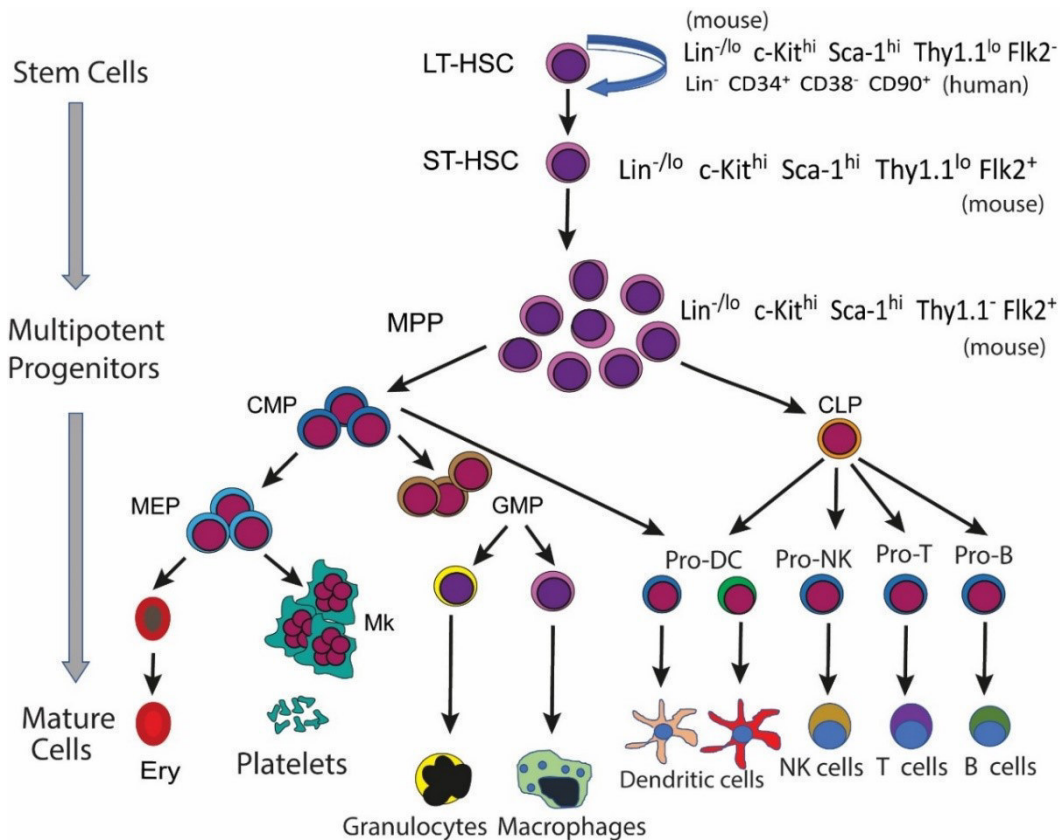 (mouse)
Stem Cells
LT-HSC
Lin⁻/ˡᵒ c-Kitʰⁱ Sca-1ʰⁱ Thy1.1ˡᵒ Flk2⁻
Lin⁻ CD34⁺ CD38⁻ CD90⁺ (human)
ST-HSC
Lin⁻/ˡᵒ c-Kitʰⁱ Sca-1ʰⁱ Thy1.1ˡᵒ Flk2⁺
(mouse)
Multipotent
Progenitors
MPP
Lin⁻/ˡᵒ c-Kitʰⁱ Sca-1ʰⁱ Thy1.1⁻ Flk2⁺
(mouse)
CMP
CLP
MEP
GMP
Pro-DC
Pro-NK
Pro-T
Pro-B
Mk
Mature
Cells
Ery
Platelets
Granulocytes
Macrophages
Dendritic cells
NK cells
T cells
B cells